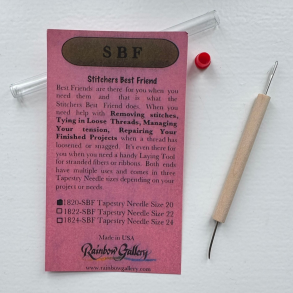 SBF
Stitchers Best Friend
Best Friends are there for you when you
need them and that is what the
Stitchers Best Friend does. When you
need help with Removing stitches,
Tying in Loose Threads, Managing
Your tension, Repairing Your
Finished Projects when a thread has
loosened or snagged. It's even there for
you when you need a handy Laying Tool
for stranded fibers or ribbons. Both ends
have multiple uses and comes in three
Tapestry Needle sizes depending on your
project or needs
1820-SBF Tapestry Needle Size 20
1822-SBF Tapestry Needle Size 22
1824-SBF Tapestry Needle Size 24
Made in USA
Rainbow Gallery
www.rainbowgallery.com